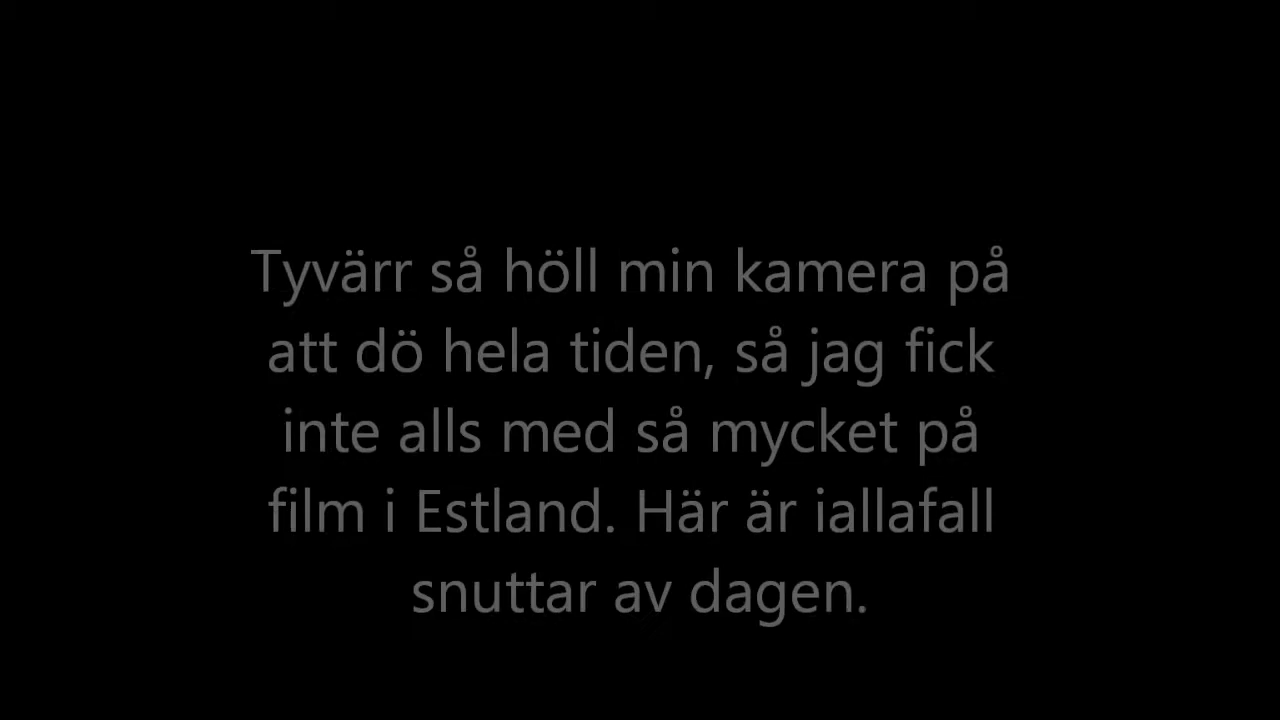 Tyvärr så höll min kamera på
att dö hela tiden, så jag fick
inte alls med så mycket på
film i Estland. Här är iallafall
snuttar av dagen.